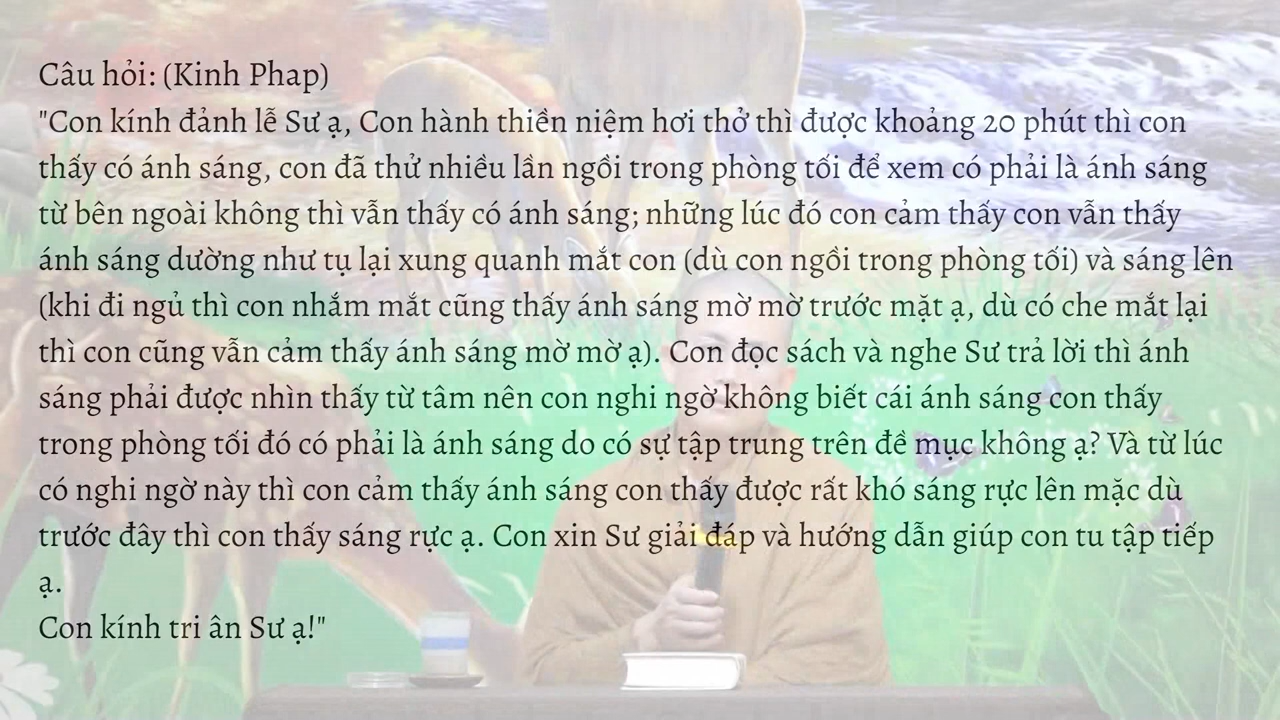 Câu hỏi: (Kinh Phap)
"Con kính đảnh lễ Sư ạ, Con hành thiền niệm hơi thở thì được khoảng 20 phút thì con
thấy có ánh sáng, con đã thử nhiều lần ngồi trong phòng tối để xem có phải là ánh sáng
từ bên ngoài không thì vẫn thấy có ánh sáng; những lúc đó con cảm thấy con vẫn thấy
ánh sáng dường như tụ lại xung quanh mắt con (dù con ngồi trong phòng tối) và sáng lên
(khi đi ngủ thì con nhắm mắt cũng thấy ánh sáng mờ mờ trước mặt ạ, dù có che mắt lại
thì con cũng vẫn cảm thấy ánh sáng mờ mờ ạ). Con đọc sách và nghe Sư trả lời thì ánh
sáng phải được nhìn thấy từ tâm nên con nghi ngờ không biết cái ánh sáng con thấy
trong phòng tối đó có phải là ánh sáng do có sự tập trung trên đề mục không ạ? Và từ lúc
có nghi ngờ này thì con cảm thấy ánh sáng con thấy được rất khó sáng rực lên mặc dù
trước đây thì con thấy sáng rực ạ. Con xin Sư giải đáp và hướng dẫn giúp con tu tập tiếp
ạ.
Con kính tri ân Sư ạ!"